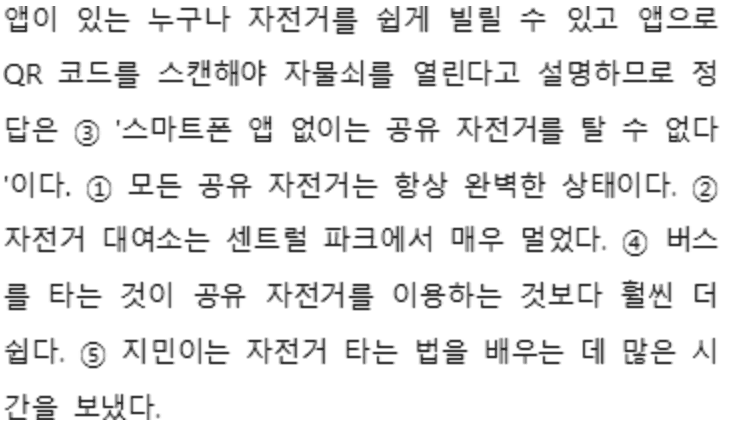 앱이 있는 누구나 자전거를 쉽게 빌릴 수 있고 앱으로
QR 코드를 스캔해야 자물쇠를 열린다고 설명하므로 정
답은 ③ '스마트폰 앱 없이는 공유 자전거를 탈 수 없다
'이다. ① 모든 공유 자전거는 항상 완벽한 상태이다. ②
자전거 대여소는 센트럴 파크에서 매우 멀었다. ④ 버스
를 타는 것이 공유 자전거를 이용하는 것보다 훨씬 더
쉽다. ⑤ 지민이는 자전거 타는 법을 배우는 데 많은 시
간을 보냈다.